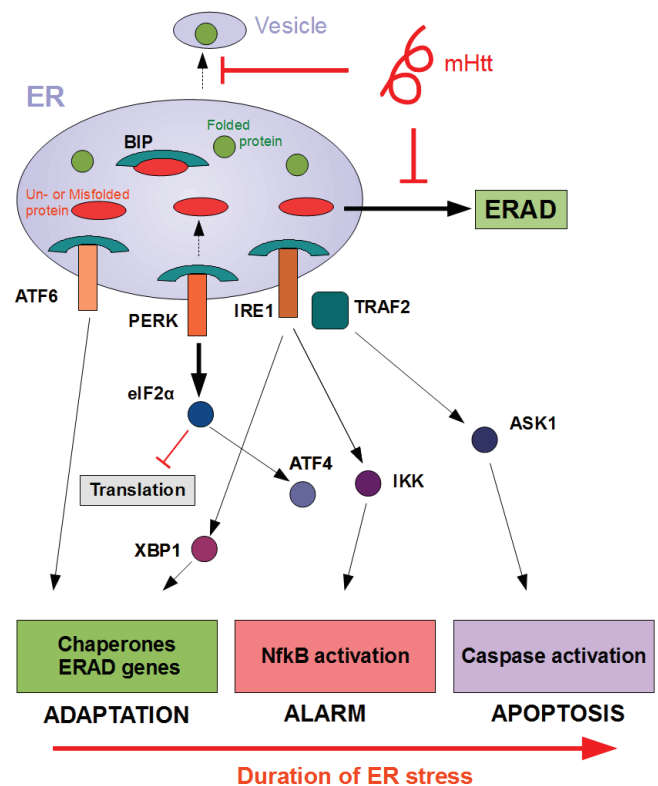 Vesicle
mHtt
ER
Folded
protein
BIP
Un- or Misfolded
protein
ERAD
ATF6
PERK
IRE1
TRAF2
eIF2α
ASK1
ATF4
IKK
Translation
XBP1
Chaperones
ERAD genes
NfkB activation
Caspase activation
ADAPTATION
ALARM
APOPTOSIS
Duration of ER stress